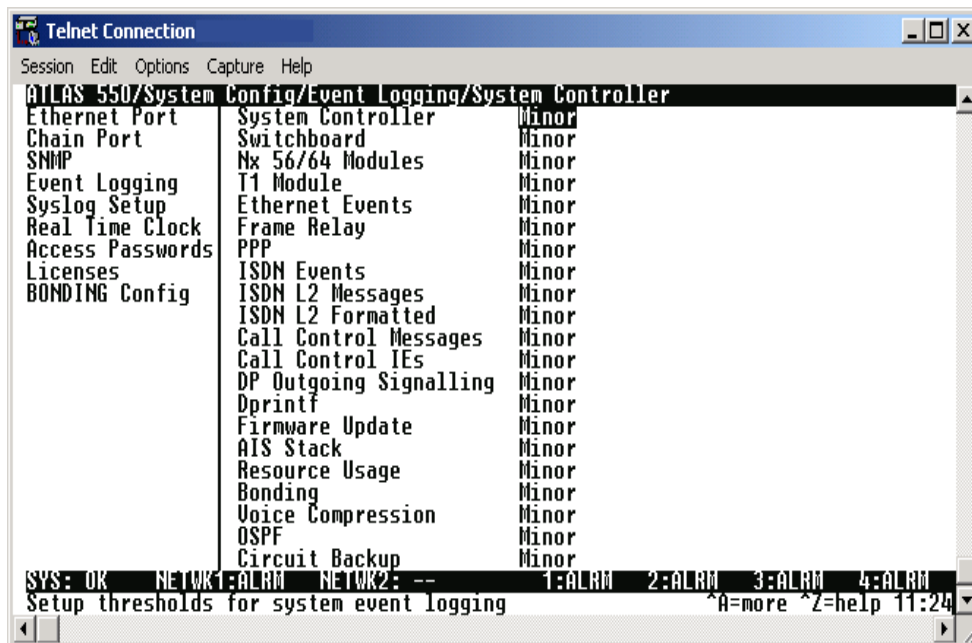 Telnet Connection
Session Edit Options Capture Help
ATLAS 550/System Config/Event Logging/System Controller
Ethernet Port System Controller Minor
Chain Port Switchboard Minor
SNMP Nx 56/64 Modules Minor
Event Logging T1 Module Minor
Syslog Setup Ethernet Events Minor
Real Time Clock Frame Relay Minor
Access Passwords PPP Minor
Licenses ISDN Events Minor
BONDING Config ISDN L2 Messages Minor
ISDN L2 Formatted Minor
Call Control Messages Minor
Call Control IEs Minor
DP Outgoing Signalling Minor
Dprintf Minor
Firmware Update Minor
AIS Stack Minor
Resource Usage Minor
Bonding Minor
Voice Compression Minor
OSPF Minor
Circuit Backup Minor
SYS: OK NETWK1:ALRM NETWK2: -- 1:ALRM 2:ALRM 3:ALRM 4:ALRM
Setup thresholds for system event logging ^A=more ^Z=help 11:24